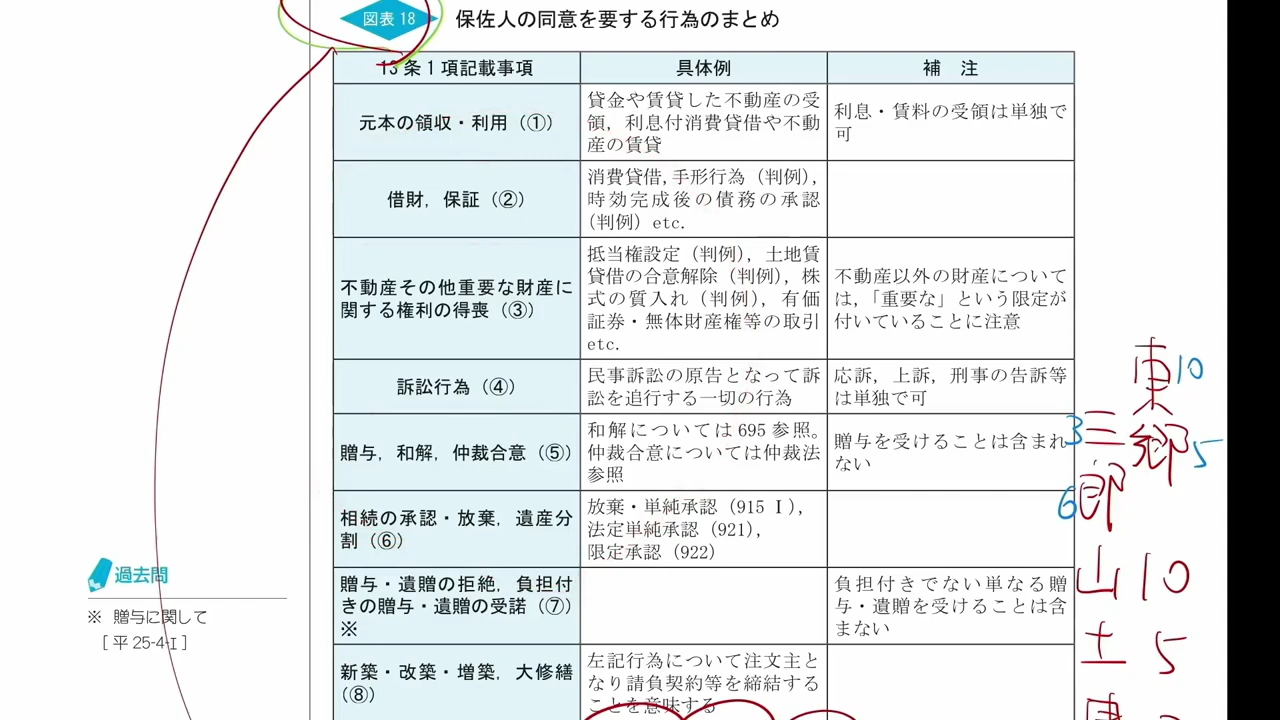 図表 18 保佐人の同意を要する行為のまとめ
13条1項記載事項
具体例
補 注
元本の領収・利用（①）
貸金や賃貸した不動産の受
領，利息付消費貸借や不動
産の賃貸
利息・賃料の受領は単独で
可
借財，保証（②）
消費貸借，手形行為（判例），
時効完成後の債務の承認
（判例）etc.
不動産その他重要な財産に
関する権利の得喪（③）
抵当権設定（判例），土地賃
貸借の合意解除（判例），株
式の質入れ（判例），有価
証券・無体財産権等の取引
etc.
不動産以外の財産について
は，「重要な」という限定が
付いていることに注意
訴訟行為（④）
民事訴訟の原告となって訴
訟を追行する一切の行為
応訴，上訴，刑事の告訴等
は単独で可
贈与，和解，仲裁合意（⑤）
和解については695参照。
仲裁合意については仲裁法
参照
贈与を受けることは含まれ
ない
相続の承認・放棄，遺産分
割（⑥）
放棄・単純承認（915Ⅰ），
法定単純承認（921），
限定承認（922）
贈与・遺贈の拒絶，負担付
きの贈与・遺贈の受諾（⑦）
※
負担付きでない単なる贈
与・遺贈を受けることは含
まない
新築・改築・増築，大修繕
（⑧）
左記行為について注文主と
なり請負契約等を締結する
ことを意味する
過去問
※ 贈与に関して
[ 平 25-4-Ⅰ ]
東 10
郷 5
三 3
郎 6
山 10
土 5